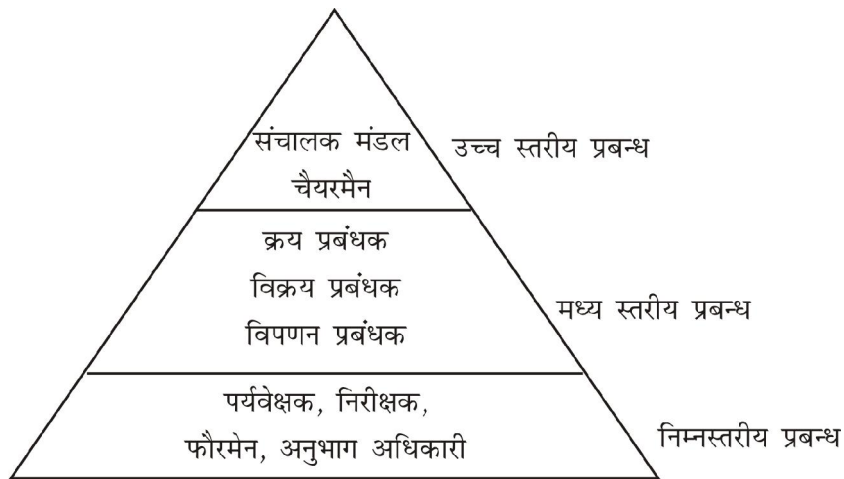 संचालक मंडल
चैयरमैन
उच्च स्तरीय प्रबन्ध
क्रय प्रबंधक
विक्रय प्रबंधक
विपणन प्रबंधक
मध्य स्तरीय प्रबन्ध
पर्यवेक्षक, निरीक्षक,
फौरमेन, अनुभाग अधिकारी
निम्नस्तरीय प्रबन्ध